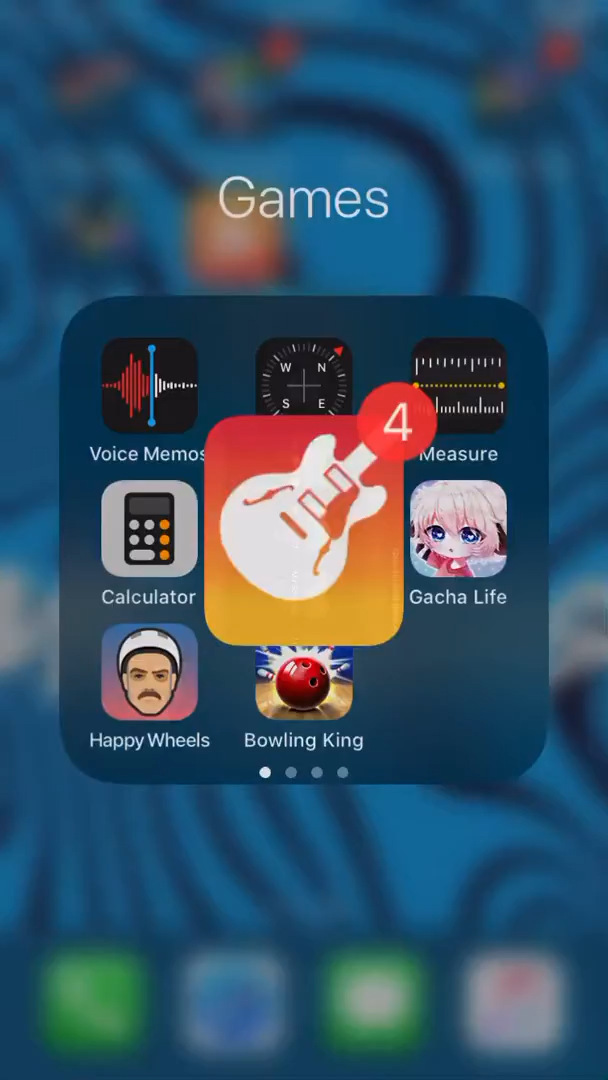 Games
W N
S E
4
Voice Memos
Measure
Calculator
Gacha Life
Happy Wheels
Bowling King